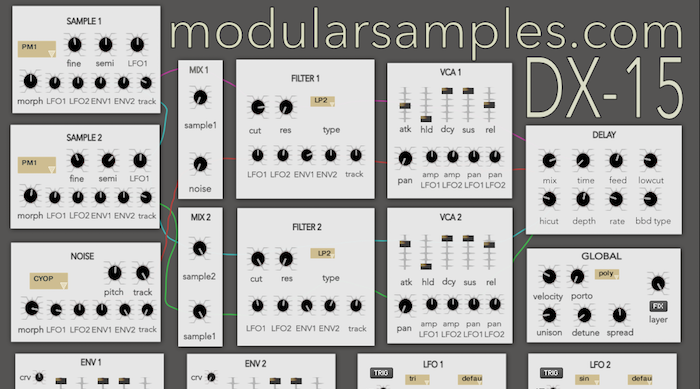 modularsamples.com
DX-15
SAMPLE 1
PM1
fine semi LFO1
morph LFO1 LFO2 ENV1 ENV2 track
SAMPLE 2
PM1
fine semi LFO1
morph LFO1 LFO2 ENV1 ENV2 track
NOISE
CYOP
pitch track
morph LFO1 LFO2 ENV1 ENV2 track
MIX 1
sample1
noise
MIX 2
sample2
sample1
FILTER 1
LP2
cut res type
LFO1 LFO2 ENV1 ENV2 track
FILTER 2
LP2
cut res type
LFO1 LFO2 ENV1 ENV2 track
VCA 1
atk hld dcy sus rel
pan amp LFO1 amp LFO2 pan LFO1 pan LFO2
VCA 2
atk hld dcy sus rel
pan amp LFO1 amp LFO2 pan LFO1 pan LFO2
DELAY
mix time feed lowcut
hicut depth rate bbd type
GLOBAL
poly
velocity porto
FIX
unison detune spread layer
ENV 1
crv
ENV 2
crv
LFO 1
TRIG tri defau
LFO 2
TRIG sin defau